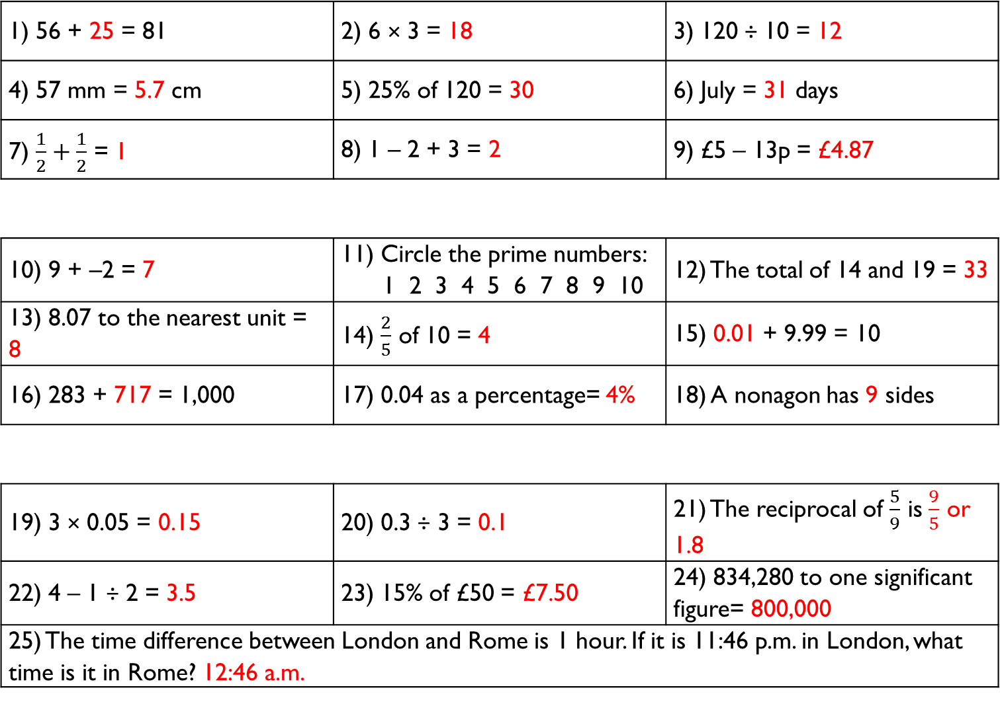 1) 56 + 25 = 81
2) 6 × 3 = 18
3) 120 ÷ 10 = 12
4) 57 mm = 5.7 cm
5) 25% of 120 = 30
6) July = 31 days
7) 1/2 + 1/2 = 1
8) 1 – 2 + 3 = 2
9) £5 – 13p = £4.87
10) 9 + –2 = 7
11) Circle the prime numbers:
1 2 3 4 5 6 7 8 9 10
12) The total of 14 and 19 = 33
13) 8.07 to the nearest unit =
8
14) 2/5 of 10 = 4
15) 0.01 + 9.99 = 10
16) 283 + 717 = 1,000
17) 0.04 as a percentage= 4%
18) A nonagon has 9 sides
19) 3 × 0.05 = 0.15
20) 0.3 ÷ 3 = 0.1
21) The reciprocal of 5/9 is 9/5 or
1.8
22) 4 – 1 ÷ 2 = 3.5
23) 15% of £50 = £7.50
24) 834,280 to one significant
figure= 800,000
25) The time difference between London and Rome is 1 hour. If it is 11:46 p.m. in London, what
time is it in Rome? 12:46 a.m.